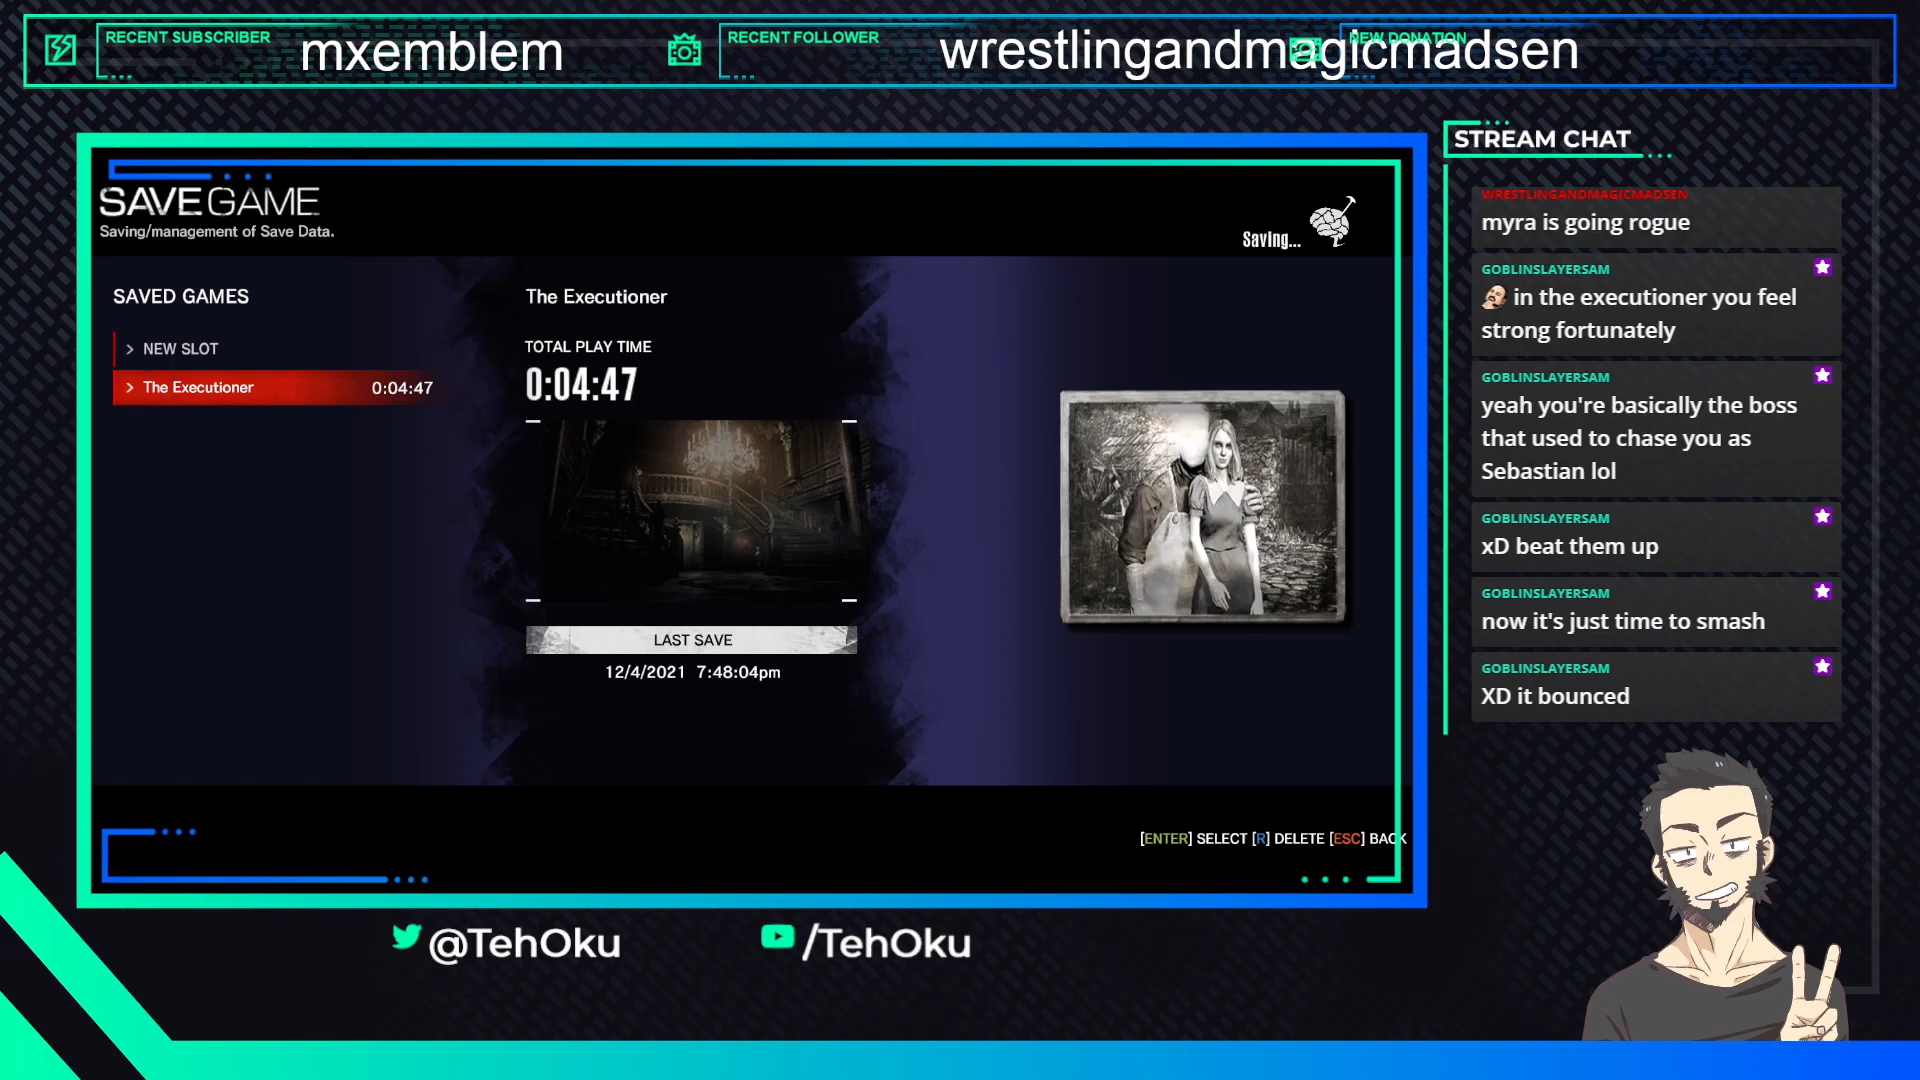 RECENT SUBSCRIBER
mxemblem
RECENT FOLLOWER
wrestlingandmagicmadsen
NEW DONATION
STREAM CHAT
WRESTLINGANDMAGICMADSEN
myra is going rogue
GOBLINSLAYERSAM
in the executioner you feel
strong fortunately
GOBLINSLAYERSAM
yeah you're basically the boss
that used to chase you as
Sebastian lol
GOBLINSLAYERSAM
xD beat them up
GOBLINSLAYERSAM
now it's just time to smash
GOBLINSLAYERSAM
XD it bounced
SAVE GAME
Saving/management of Save Data.
Saving...
SAVED GAMES
> NEW SLOT
> The Executioner 0:04:47
The Executioner
TOTAL PLAY TIME
0:04:47
LAST SAVE
12/4/2021 7:48:04pm
[ENTER] SELECT [R] DELETE [ESC] BACK
@TehOku
/TehOku